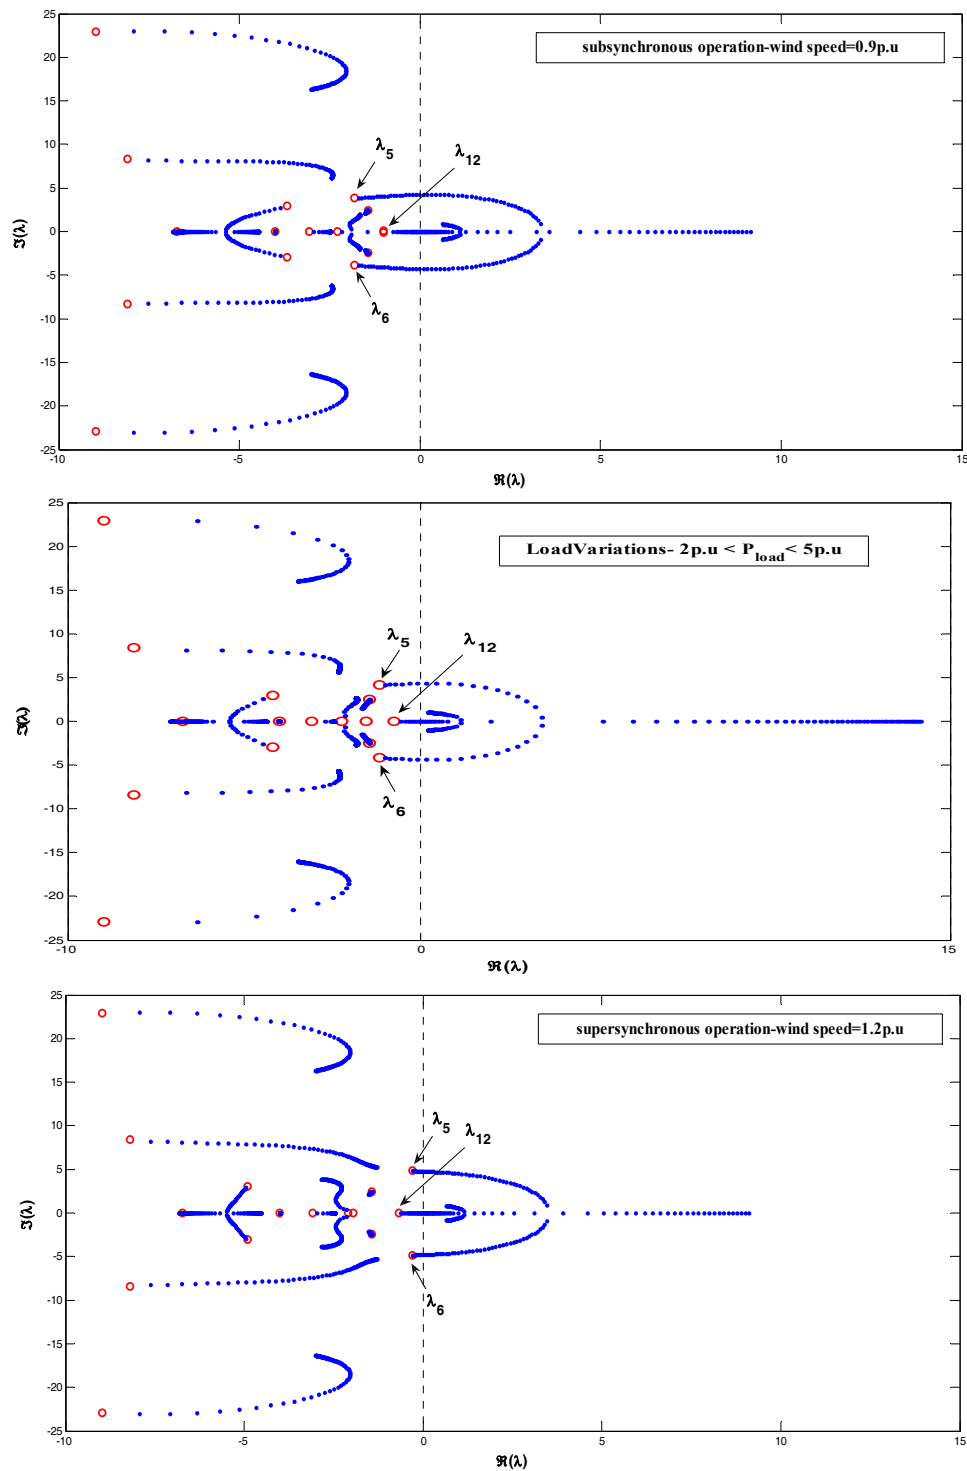 25
20
15
10
5
0
-5
-10
-15
-20
-25
-10
-5
0
5
10
15
ℑ(λ)
ℜ(λ)
subsynchronous operation-wind speed=0.9p.u
λ5
λ12
λ6
25
20
15
10
5
0
-5
-10
-15
-20
-25
-10
0
15
ℑ(λ)
ℜ(λ)
LoadVariations- 2p.u < Pload< 5p.u
λ5
λ12
λ6
25
20
15
10
5
0
-5
-10
-15
-20
-25
-10
-5
0
5
10
15
ℑ(λ)
ℜ(λ)
supersynchronous operation-wind speed=1.2p.u
λ5
λ12
λ6